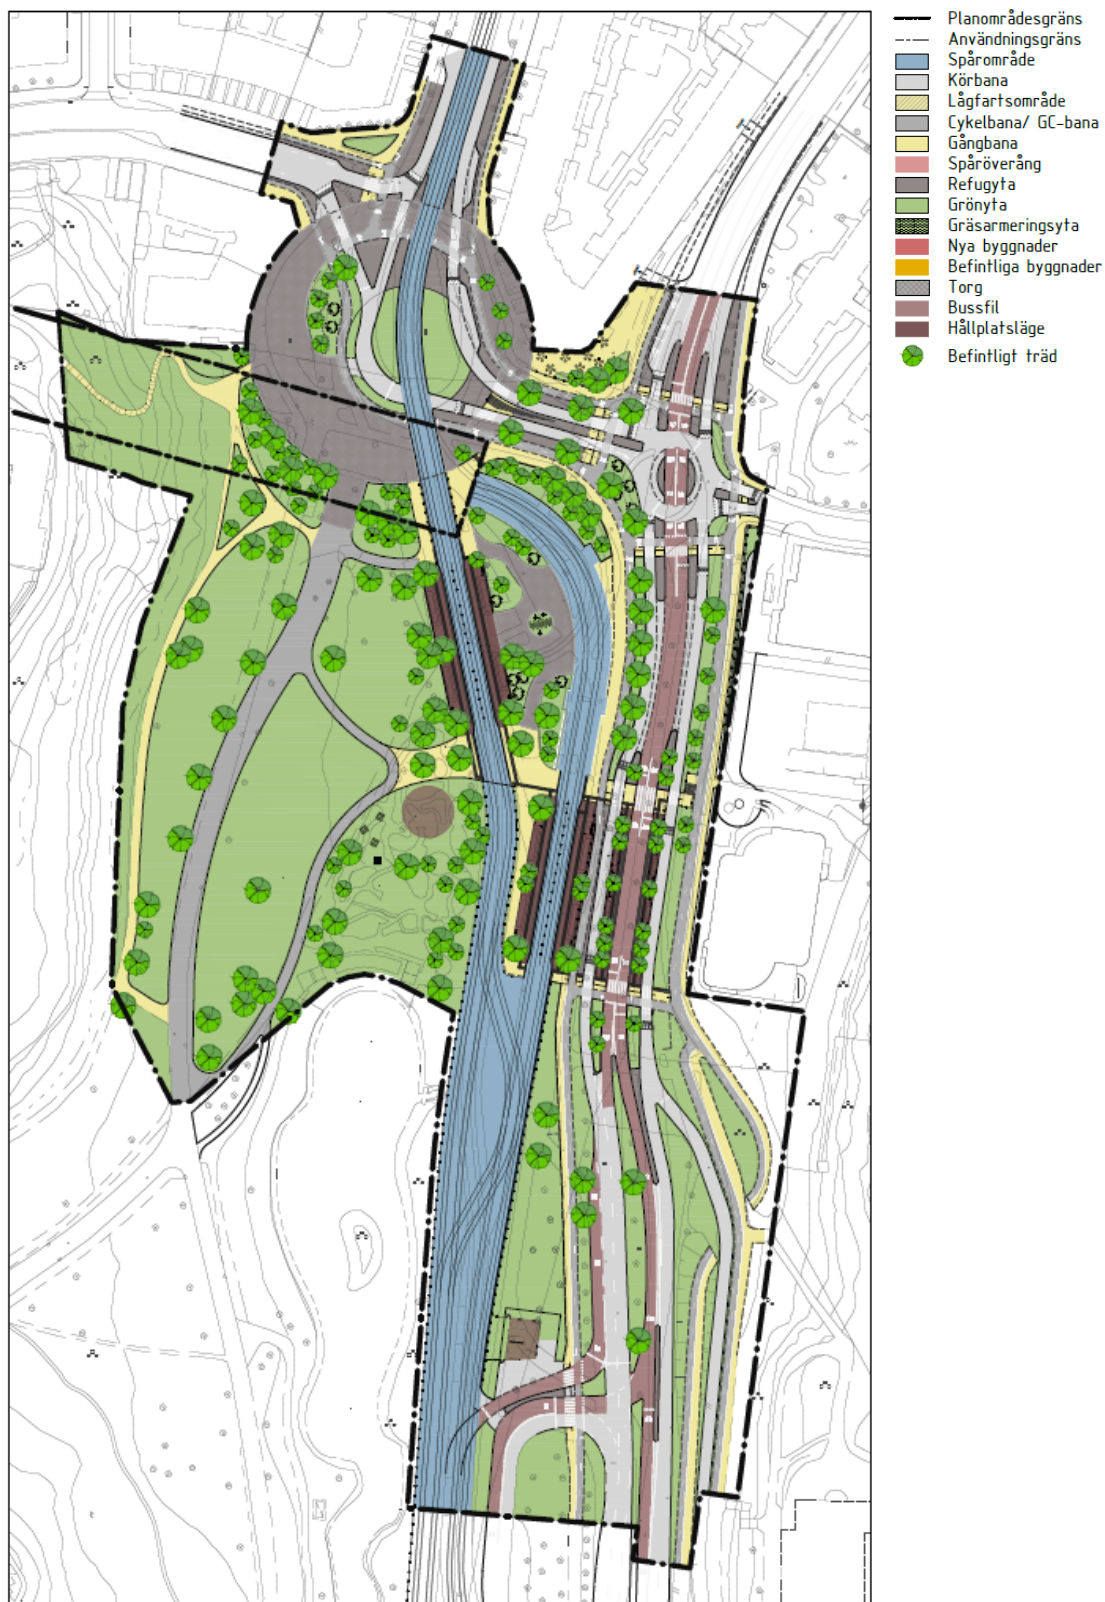 Planområdesgräns
Användningsgräns
Spårområde
Körbana
Lågfartsområde
Cykelbana/ GC-bana
Gångbana
Spåröverång
Refugyta
Grönyta
Gräsarmeringsyta
Nya byggnader
Befintliga byggnader
Torg
Bussfil
Hållplatsläge
Befintligt träd